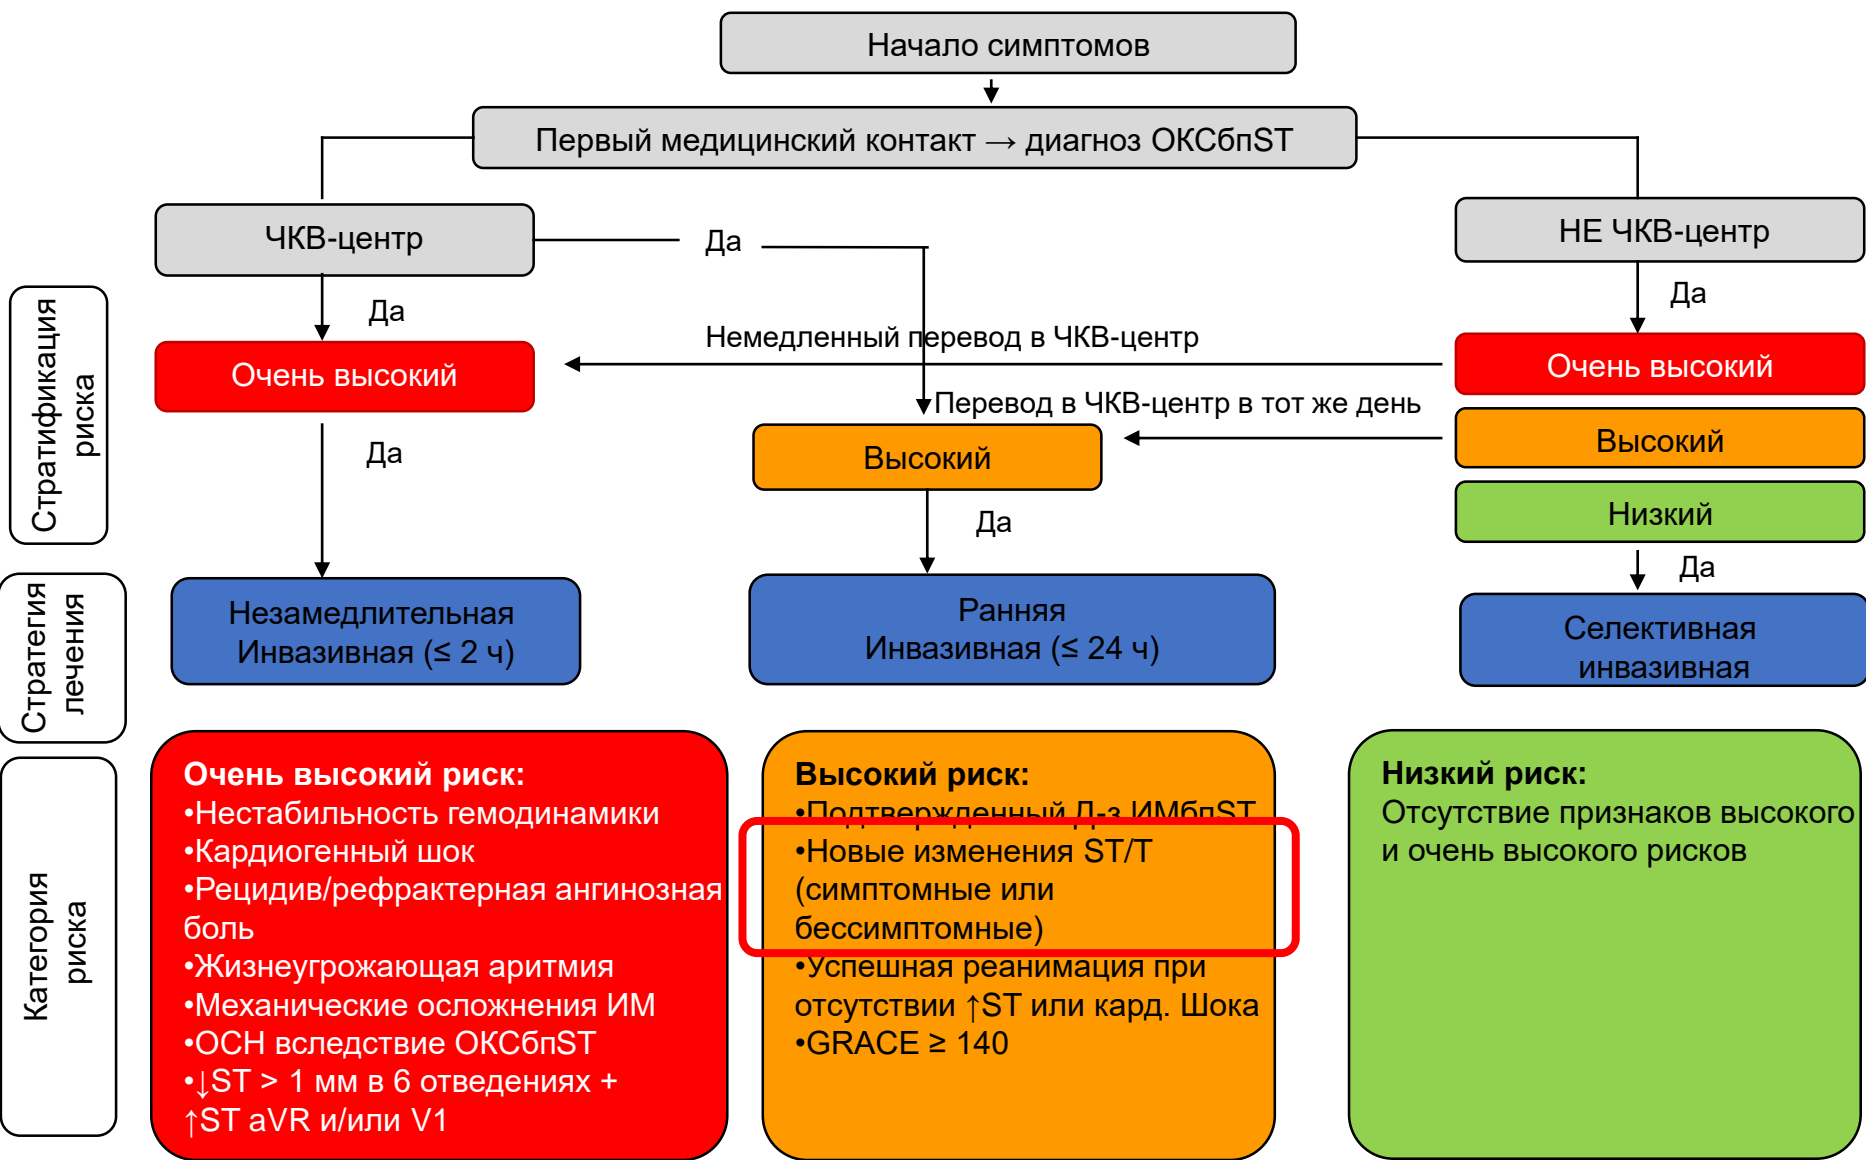 Начало симптомов
Первый медицинский контакт → диагноз ОКСбпST
ЧКВ-центр
Да
НЕ ЧКВ-центр
Да
Да
Стратификация
риска
Немедленный перевод в ЧКВ-центр
Очень высокий
Очень высокий
Перевод в ЧКВ-центр в тот же день
Да
Высокий
Высокий
Да
Низкий
Да
Стратегия
лечения
Незамедлительная
Инвазивная (≤ 2 ч)
Ранняя
Инвазивная (≤ 24 ч)
Селективная
инвазивная
Категория
риска
Очень высокий риск:
•Нестабильность гемодинамики
•Кардиогенный шок
•Рецидив/рефрактерная ангинозная
боль
•Жизнеугрожающая аритмия
•Механические осложнения ИМ
•ОСН вследствие ОКСбпST
•↓ST > 1 мм в 6 отведениях +
↑ST aVR и/или V1
Высокий риск:
•Подтвержденный Д-з ИМбпST
•Новые изменения ST/T
(симптомные или
бессимптомные)
•Успешная реанимация при
отсутствии ↑ST или кард. Шока
•GRACE ≥ 140
Низкий риск:
Отсутствие признаков высокого
и очень высокого рисков